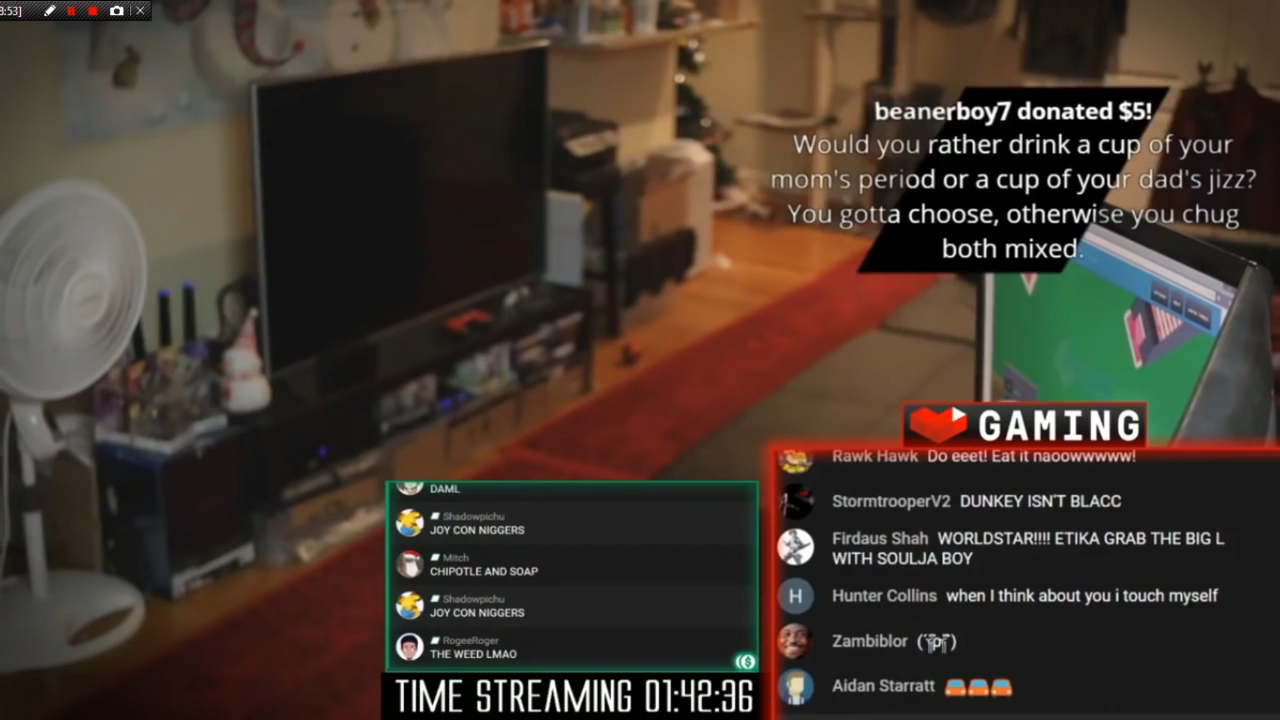 3:53]
beanerboy7 donated $5!
Would you rather drink a cup of your
mom's period or a cup of your dad's jizz?
You gotta choose, otherwise you chug
both mixed.
GAMING
Rawk Hawk Do eeet! Eat it naoowwwww!
StormtrooperV2 DUNKEY ISN'T BLACC
Firdaus Shah WORLDSTAR!!!! ETIKA GRAB THE BIG L
WITH SOULJA BOY
H Hunter Collins when I think about you i touch myself
Zambiblor
Aidan Starratt
DAML
Shadowpichu
JOY CON NIGGERS
Mitch
CHIPOTLE AND SOAP
Shadowpichu
JOY CON NIGGERS
RogeeRoger
THE WEED LMAO
TIME STREAMING 01:42:36